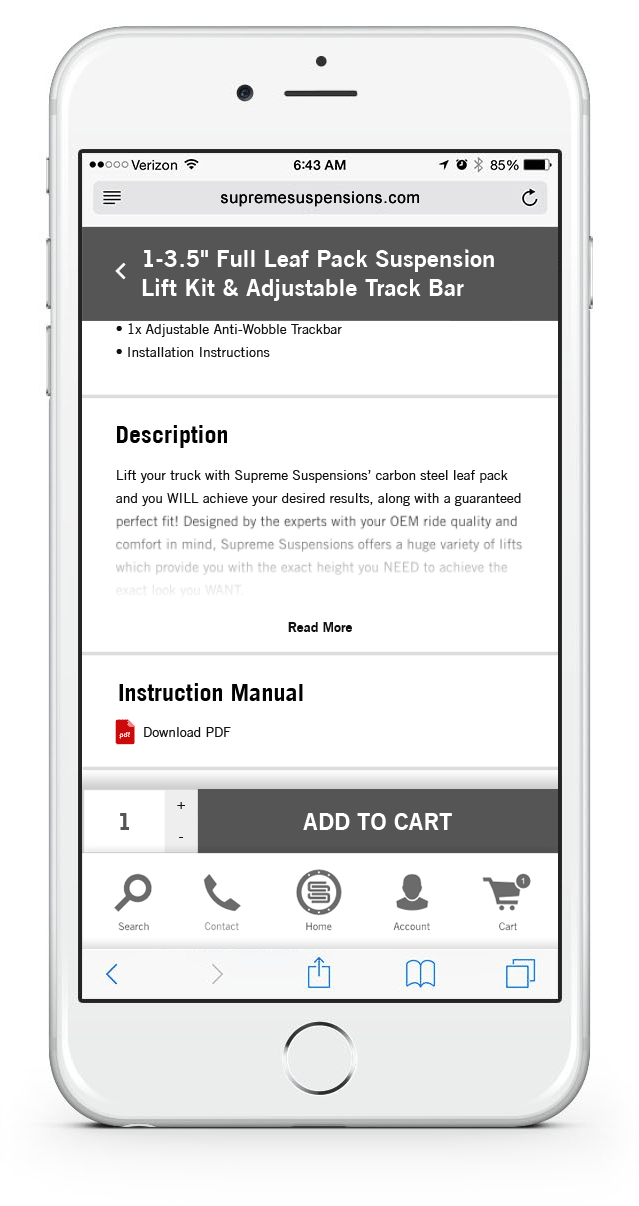 Verizon 6:43 AM 85%
supremesuspensions.com
1-3.5" Full Leaf Pack Suspension
Lift Kit & Adjustable Track Bar
• 1x Adjustable Anti-Wobble Trackbar
• Installation Instructions
Description
Lift your truck with Supreme Suspensions’ carbon steel leaf pack
and you WILL achieve your desired results, along with a guaranteed
perfect fit! Designed by the experts with your OEM ride quality and
comfort in mind, Supreme Suspensions offers a huge variety of lifts
which provide you with the exact height you NEED to achieve the
exact look you WANT.
Read More
Instruction Manual
pdf Download PDF
1 + - ADD TO CART
1
Search Contact Home Account Cart